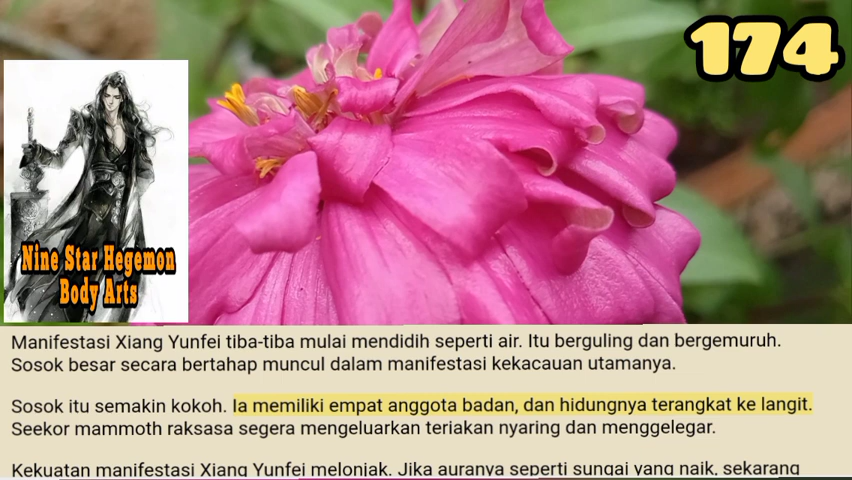 174
Nine Star Hegemon
Body Arts
Manifestasi Xiang Yunfei tiba-tiba mulai mendidih seperti air. Itu berguling dan bergemuruh.
Sosok besar secara bertahap muncul dalam manifestasi kekacauan utamanya.
Sosok itu semakin kokoh. Ia memiliki empat anggota badan, dan hidungnya terangkat ke langit.
Seekor mammoth raksasa segera mengeluarkan teriakan nyaring dan menggelegar.
Kekuatan manifestasi Xiang Yunfei melonjak. Jika auranya seperti sungai yang naik, sekarang